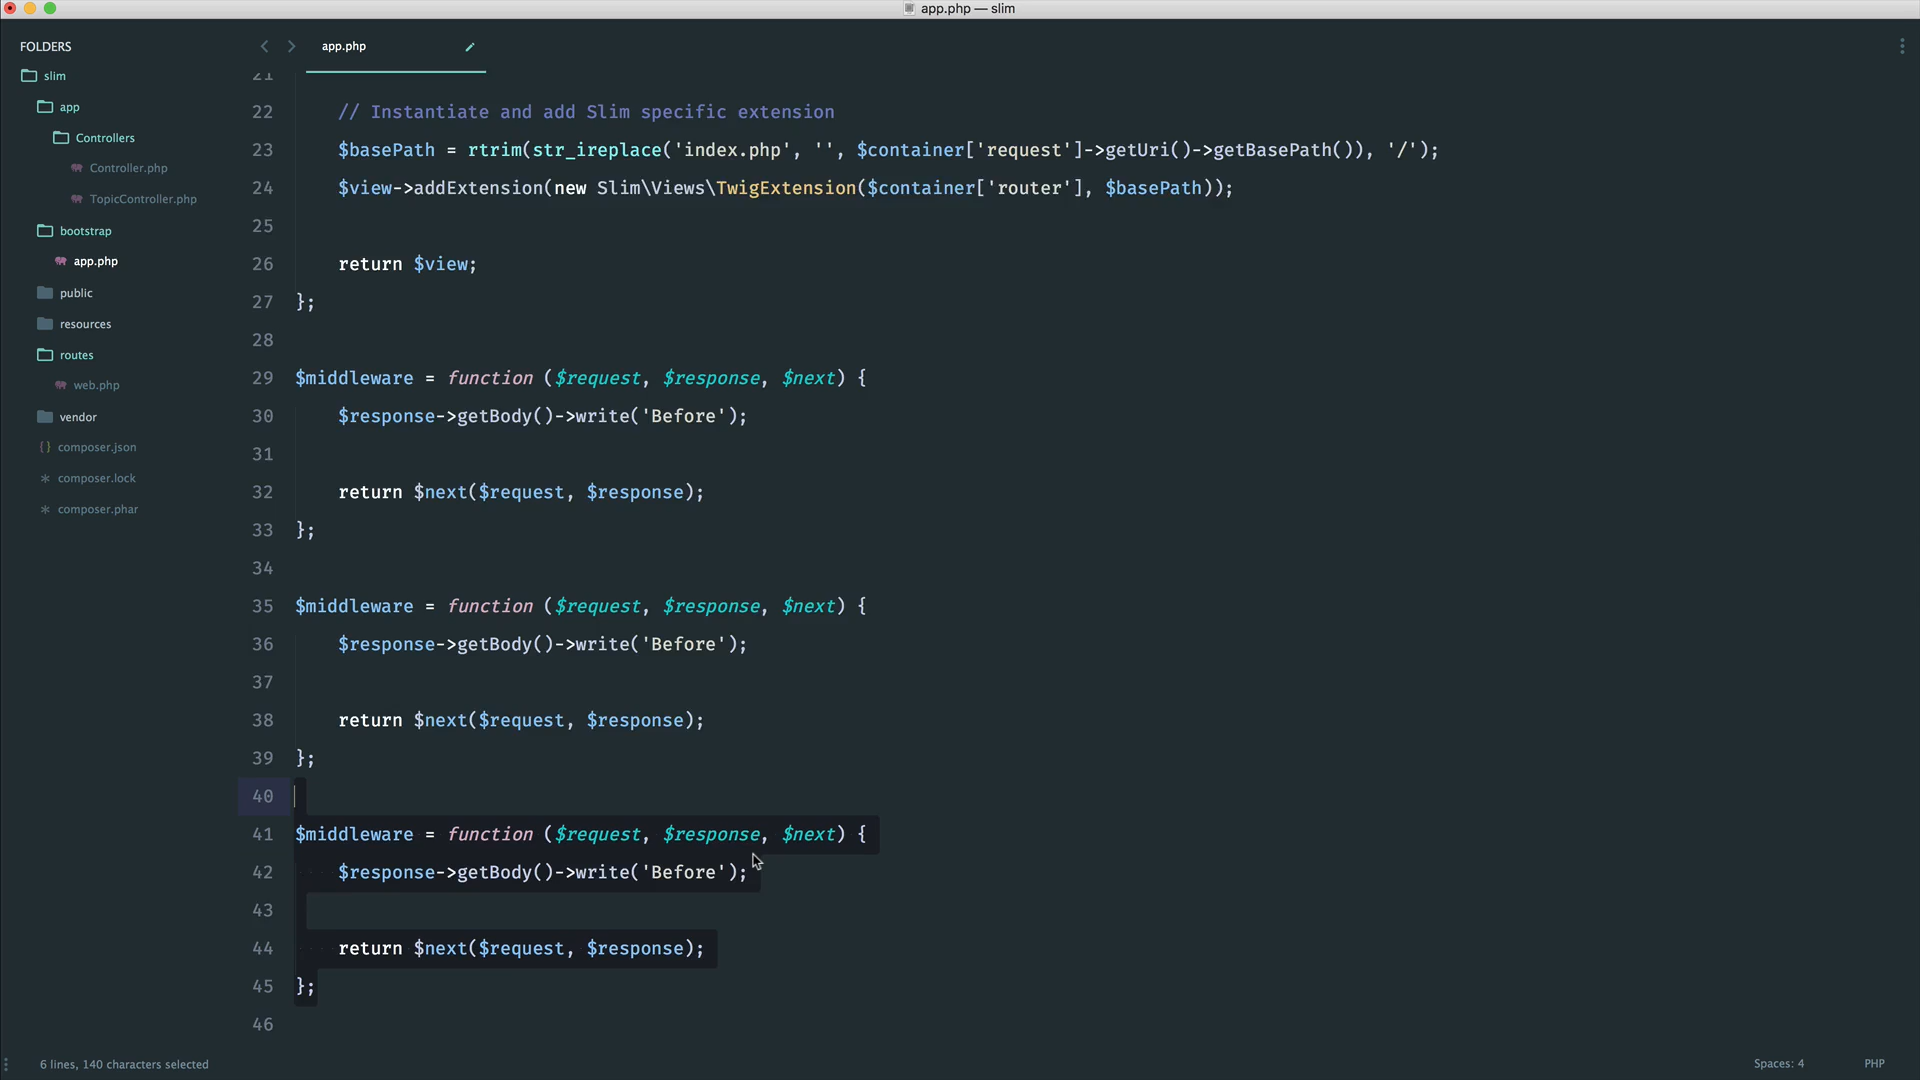 app.php — slim
FOLDERS
slim
app
Controllers
Controller.php
TopicController.php
bootstrap
app.php
public
resources
routes
web.php
vendor
composer.json
composer.lock
composer.phar
app.php
21
22 // Instantiate and add Slim specific extension
23 $basePath = rtrim(str_ireplace('index.php', '', $container['request']->getUri()->getBasePath()), '/');
24 $view->addExtension(new Slim\Views\TwigExtension($container['router'], $basePath));
25
26 return $view;
27 };
28
29 $middleware = function ($request, $response, $next) {
30 $response->getBody()->write('Before');
31
32 return $next($request, $response);
33 };
34
35 $middleware = function ($request, $response, $next) {
36 $response->getBody()->write('Before');
37
38 return $next($request, $response);
39 };
40
41 $middleware = function ($request, $response, $next) {
42 $response->getBody()->write('Before');
43
44 return $next($request, $response);
45 };
46
6 lines, 140 characters selected
Spaces: 4
PHP